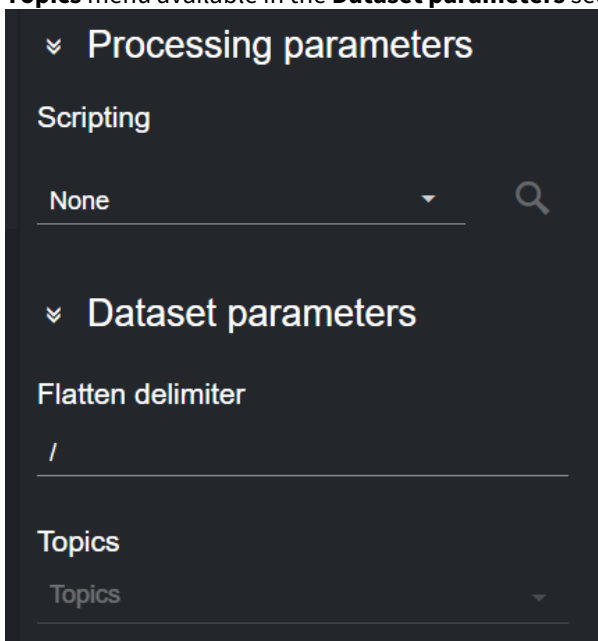 Topics menu available in the Dataset parameters se
Processing parameters
Scripting
None
Dataset parameters
Flatten delimiter
/
Topics
Topics